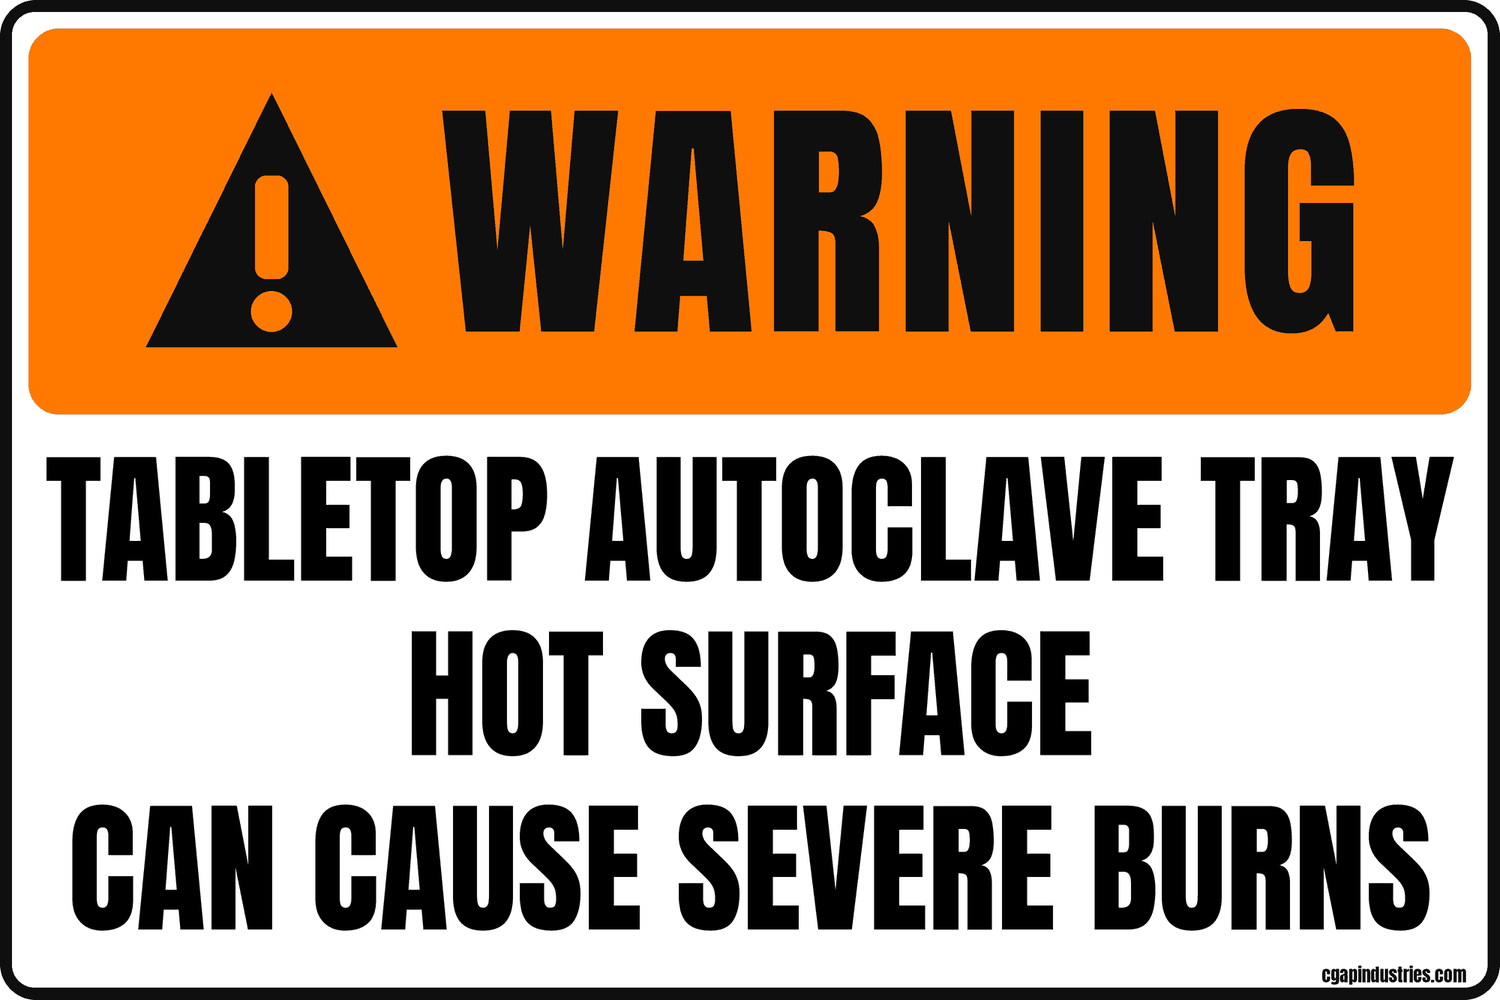 WARNING
TABLETOP AUTOCLAVE TRAY
HOT SURFACE
CAN CAUSE SEVERE BURNS
cgapindustries.com